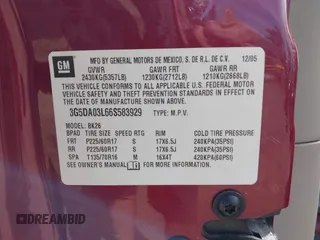 GM
MFD BY GENERAL MOTORS DE MEXICO, S. DE R.L. DE C.V. 12/05
GVWR GAWR FRT GAWR RR
2430KG(5357LB) 1230KG(2712LB) 1210KG(2668LB)
THIS VEHICLE CONFORMS TO ALL APPLICABLE U.S. FEDERAL
MOTOR VEHICLE SAFETY, BUMPER, AND THEFT PREVENTION
STANDARDS IN EFFECT ON THE DATE OF MANUFACTURE
SHOWN ABOVE.
3G5DA03L66S583929 TYPE: M.P.V.
MODEL: BK26
BPAD TIRE SIZE SPEED RTG RIM COLD TIRE PRESSURE
FRT P225/60R17 S 17X6.5J 240KPA(35PSI)
RR P225/60R17 S 17X6.5J 240KPA(35PSI)
SPA T135/70R16 M 16X4T 420KPA(60PSI)
SEE OWNER'S MANUAL FOR ADDITIONAL INFORMATION
DREAMBID